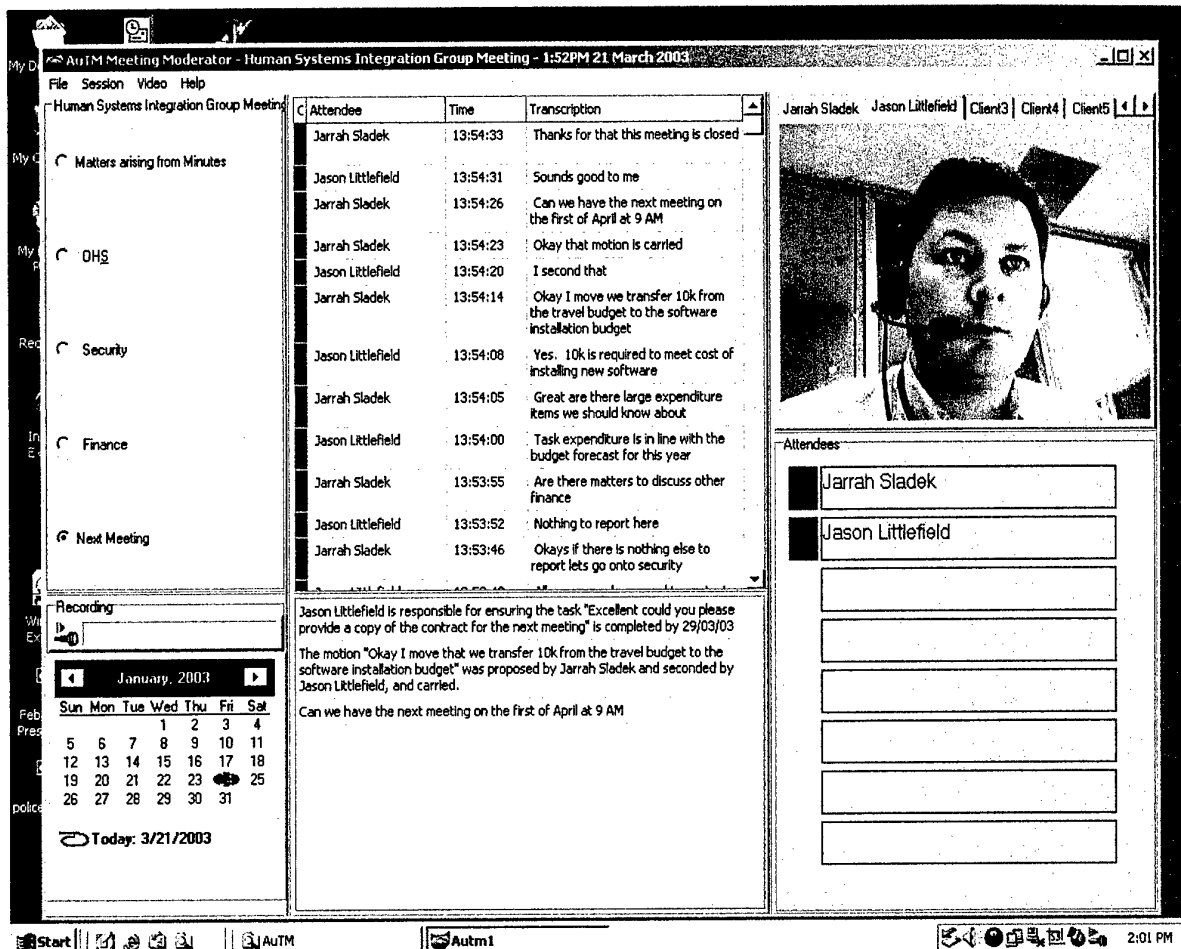 AuTM Meeting Moderator - Human Systems Integration Group Meeting - 1:52PM 21 March 2003
File Session Video Help
Human Systems Integration Group Meeting
Matters arising from Minutes
OHS
Security
Finance
Next Meeting
C Attendee Time Transcription
Jarrah Sladek 13:54:33 Thanks for that this meeting is closed
Jason Littlefield 13:54:31 Sounds good to me
Jarrah Sladek 13:54:26 Can we have the next meeting on
the first of April at 9 AM
Jarrah Sladek 13:54:23 Okay that motion is carried
Jason Littlefield 13:54:20 I second that
Jarrah Sladek 13:54:14 Okay I move we transfer 10k from
the travel budget to the software
installation budget
Jason Littlefield 13:54:08 Yes. 10k is required to meet cost of
installing new software
Jarrah Sladek 13:54:05 Great are there large expenditure
items we should know about
Jason Littlefield 13:54:00 Task expenditure is in line with the
budget forecast for this year
Jarrah Sladek 13:53:55 Are there matters to discuss other
finance
Jason Littlefield 13:53:52 Nothing to report here
Jarrah Sladek 13:53:46 Okays if there is nothing else to
report lets go onto security
Jarrah Sladek Jason Littlefield Client3 Client4 Client5
Attendees
Jarrah Sladek
Jason Littlefield
Recording
January, 2003
Sun Mon Tue Wed Thu Fri Sat
1 2 3 4
5 6 7 8 9 10 11
12 13 14 15 16 17 18
19 20 21 22 23 25
26 27 28 29 30 31
Today: 3/21/2003
Jason Littlefield is responsible for ensuring the task "Excellent could you please
provide a copy of the contract for the next meeting" is completed by 29/03/03
The motion "Okay I move that we transfer 10k from the travel budget to the
software installation budget" was proposed by Jarrah Sladek and seconded by
Jason Littlefield, and carried.
Can we have the next meeting on the first of April at 9 AM
Start AuTM Autm1 2:01 PM